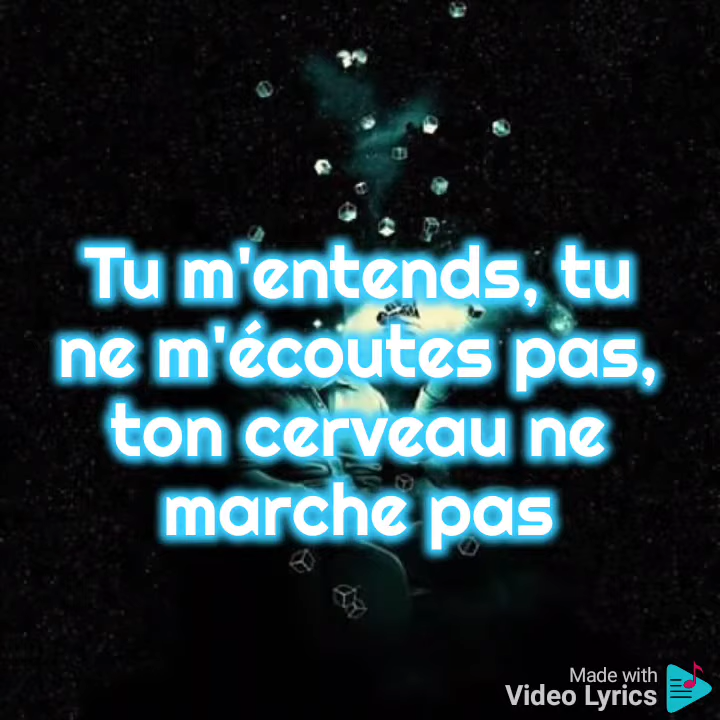 Tu m'entends, tu
ne m'écoutes pas,
ton cerveau ne
marche pas
Made with
Video Lyrics